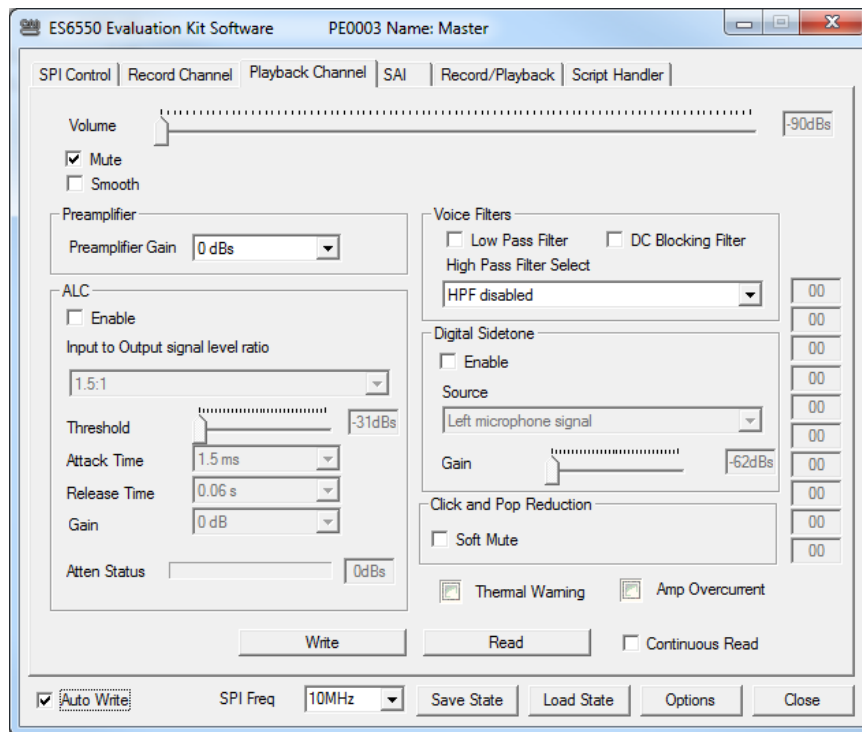 ES6550 Evaluation Kit Software PE0003 Name: Master
SPI Control Record Channel Playback Channel SAI Record/Playback Script Handler
Volume -90dBs
Mute
Smooth
Preamplifier
Preamplifier Gain 0 dBs
ALC
Enable
Input to Output signal level ratio
1.5:1
Threshold -31dBs
Attack Time 1.5 ms
Release Time 0.06 s
Gain 0 dB
Atten Status 0dBs
Voice Filters
Low Pass Filter DC Blocking Filter
High Pass Filter Select
HPF disabled
Digital Sidetone
Enable
Source
Left microphone signal
Gain -62dBs
Click and Pop Reduction
Soft Mute
00
00
00
00
00
00
00
00
00
00
Thermal Warning Amp Overcurrent
Write Read Continuous Read
Auto Write SPI Freq 10MHz Save State Load State Options Close